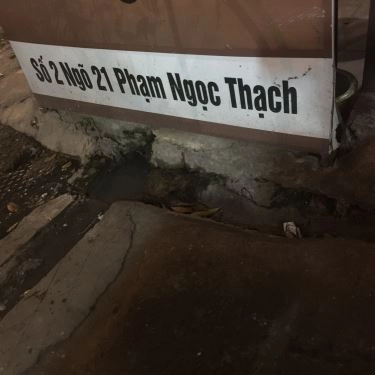 Số 2 Ngõ 21 Phạm Ngọc Thạch